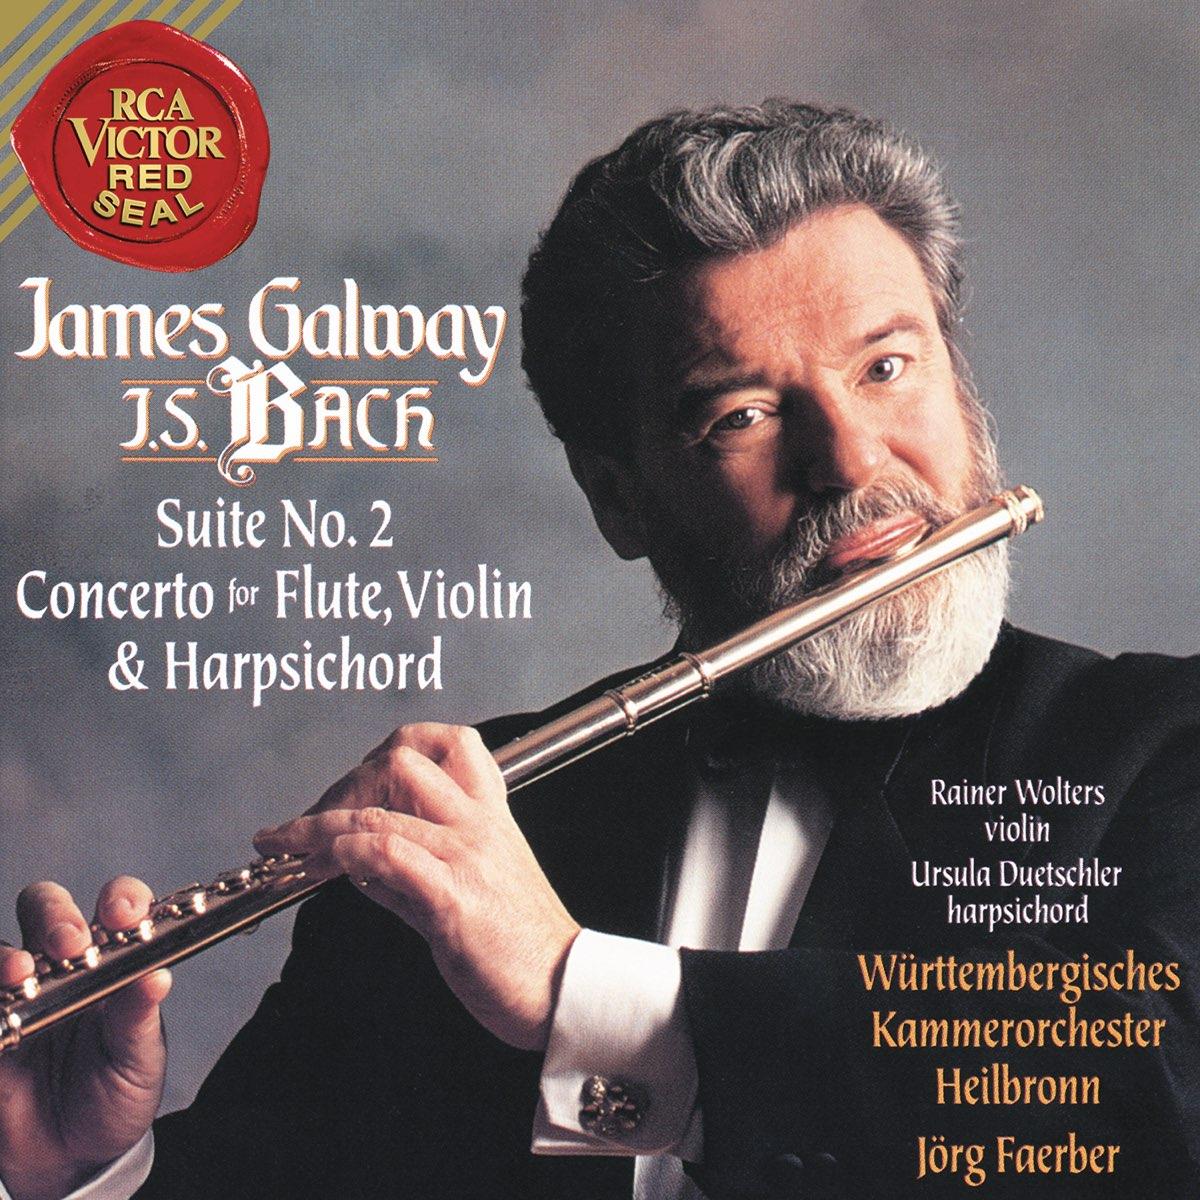 RCA
VICTOR
RED
SEAL
James Galway
J.S. BACH
Suite No. 2
Concerto for Flute, Violin
& Harpsichord
Rainer Wolters
violin
Ursula Duetschler
harpsichord
Württembergisches
Kammerorchester
Heilbronn
Jörg Faerber